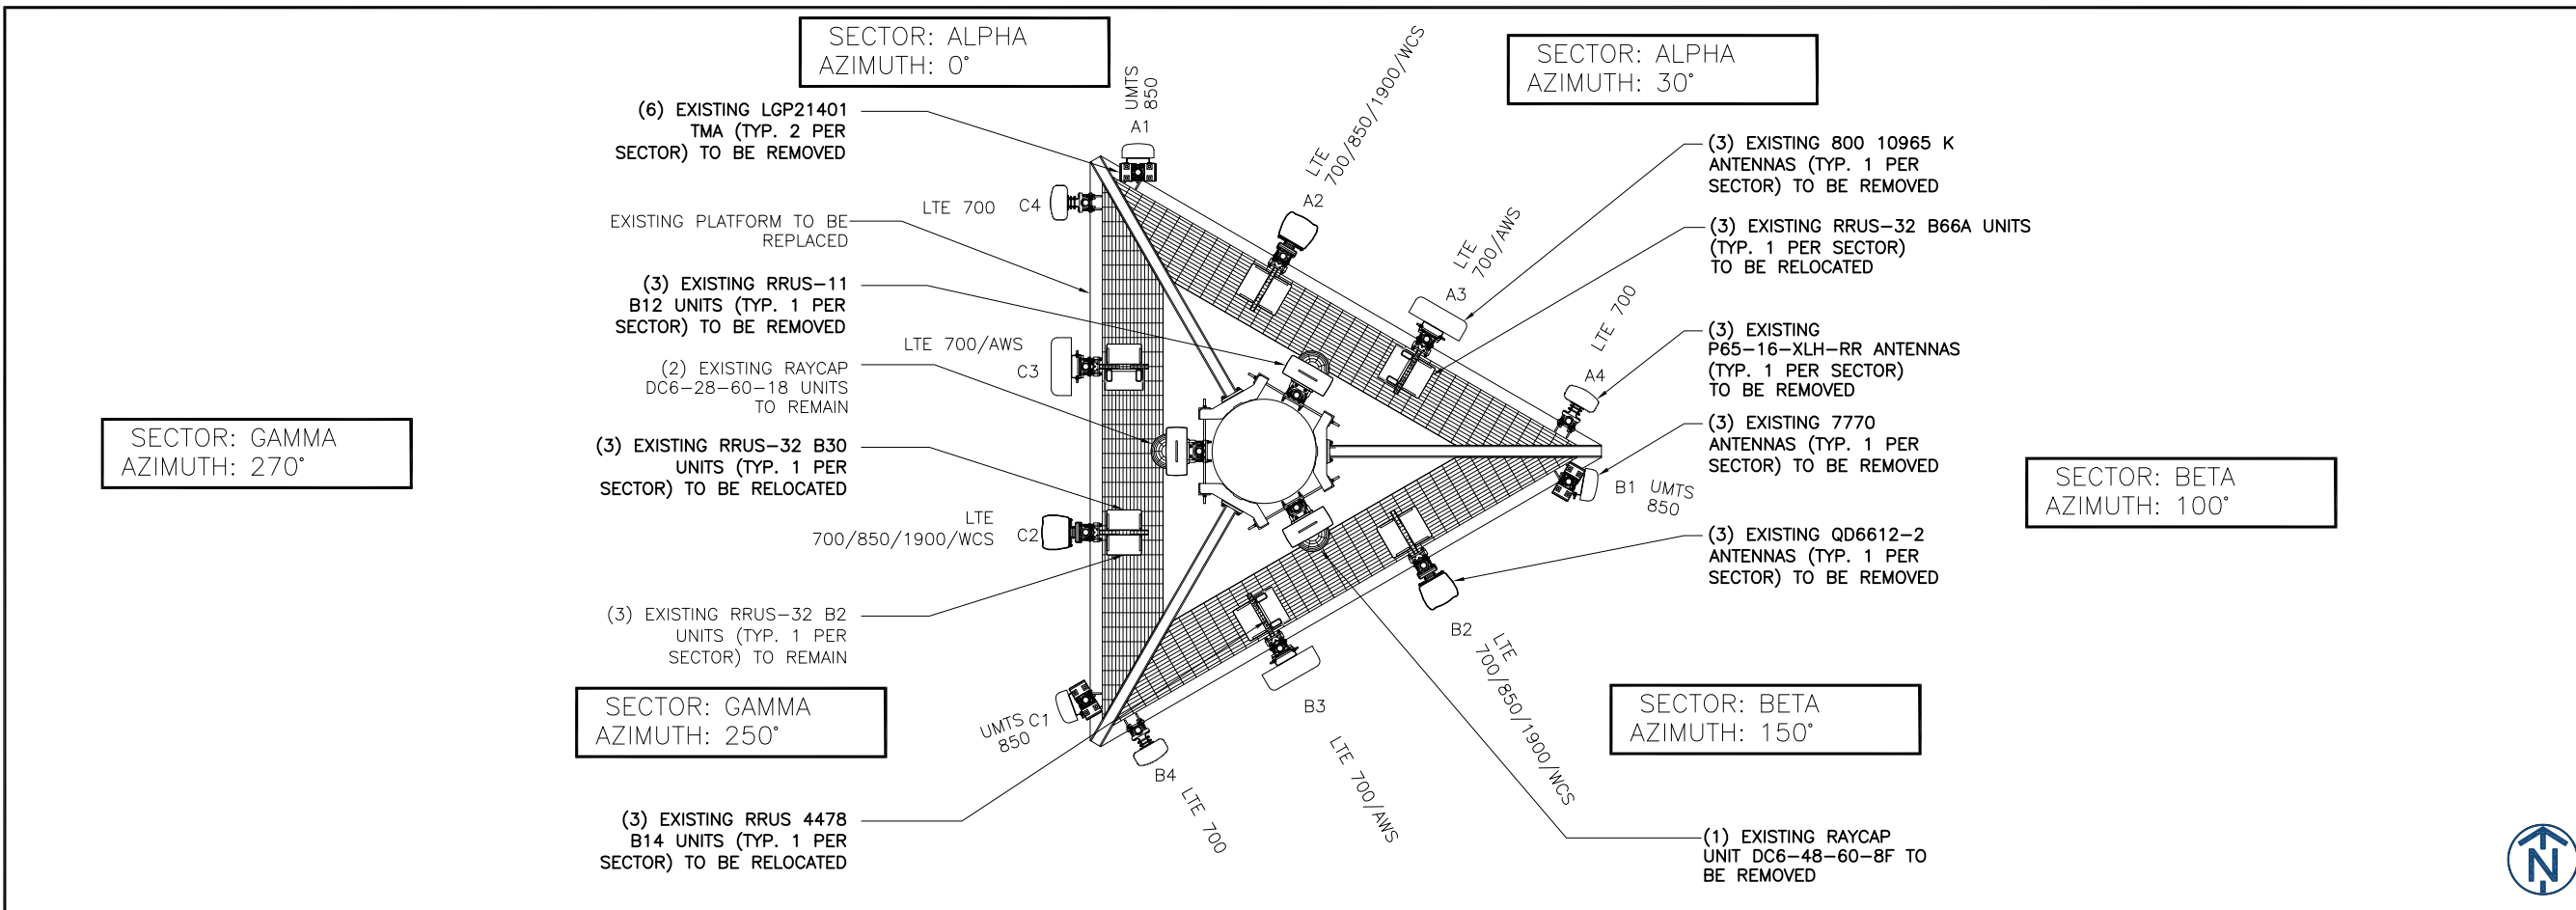 SECTOR: ALPHA
AZIMUTH: 0°
SECTOR: ALPHA
AZIMUTH: 30°
(6) EXISTING LGP21401
TMA (TYP. 2 PER
SECTOR) TO BE REMOVED
EXISTING PLATFORM TO BE
REPLACED
(3) EXISTING RRUS-11
B12 UNITS (TYP. 1 PER
SECTOR) TO BE REMOVED
(2) EXISTING RAYCAP
DC6-28-60-18 UNITS
TO REMAIN
(3) EXISTING RRUS-32 B30
UNITS (TYP. 1 PER
SECTOR) TO BE RELOCATED
(3) EXISTING RRUS-32 B2
UNITS (TYP. 1 PER
SECTOR) TO REMAIN
(3) EXISTING RRUS 4478
B14 UNITS (TYP. 1 PER
SECTOR) TO BE RELOCATED
SECTOR: GAMMA
AZIMUTH: 270°
SECTOR: GAMMA
AZIMUTH: 250°
UMTS
850
A1
LTE
700/850/1900/WCS
A2
LTE
700/AWS
A3
LTE 700
A4
LTE 700 C4
LTE 700/AWS
C3
LTE
700/850/1900/WCS C2
UMTS C1
850
B1 UMTS
850
B2 LTE
700/850/1900/WCS
B3
LTE 700/AWS
B4 LTE 700
(3) EXISTING 800 10965 K
ANTENNAS (TYP. 1 PER
SECTOR) TO BE REMOVED
(3) EXISTING RRUS-32 B66A UNITS
(TYP. 1 PER SECTOR)
TO BE RELOCATED
(3) EXISTING
P65-16-XLH-RR ANTENNAS
(TYP. 1 PER SECTOR)
TO BE REMOVED
(3) EXISTING 7770
ANTENNAS (TYP. 1 PER
SECTOR) TO BE REMOVED
(3) EXISTING QD6612-2
ANTENNAS (TYP. 1 PER
SECTOR) TO BE REMOVED
(1) EXISTING RAYCAP
UNIT DC6-48-60-8F TO
BE REMOVED
SECTOR: BETA
AZIMUTH: 100°
SECTOR: BETA
AZIMUTH: 150°
N